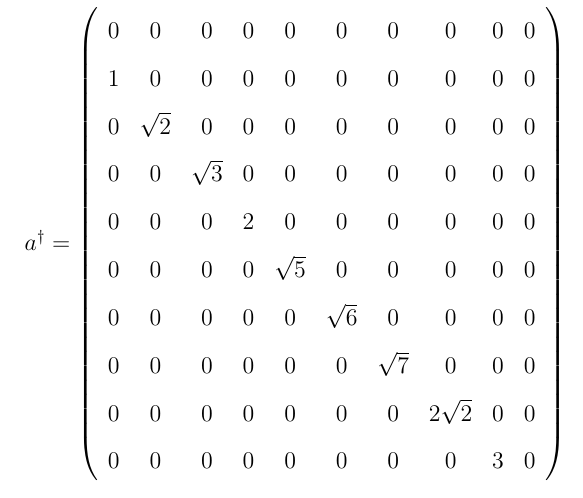 0 0 0 0 0 0 0 0 0 0
1 0 0 0 0 0 0 0 0 0
0 √2 0 0 0 0 0 0 0 0
0 0 √3 0 0 0 0 0 0 0
0 0 0 2 0 0 0 0 0 0
a† =
0 0 0 0 √5 0 0 0 0 0
0 0 0 0 0 √6 0 0 0 0
0 0 0 0 0 0 √7 0 0 0
0 0 0 0 0 0 0 2√2 0 0
0 0 0 0 0 0 0 0 3 0